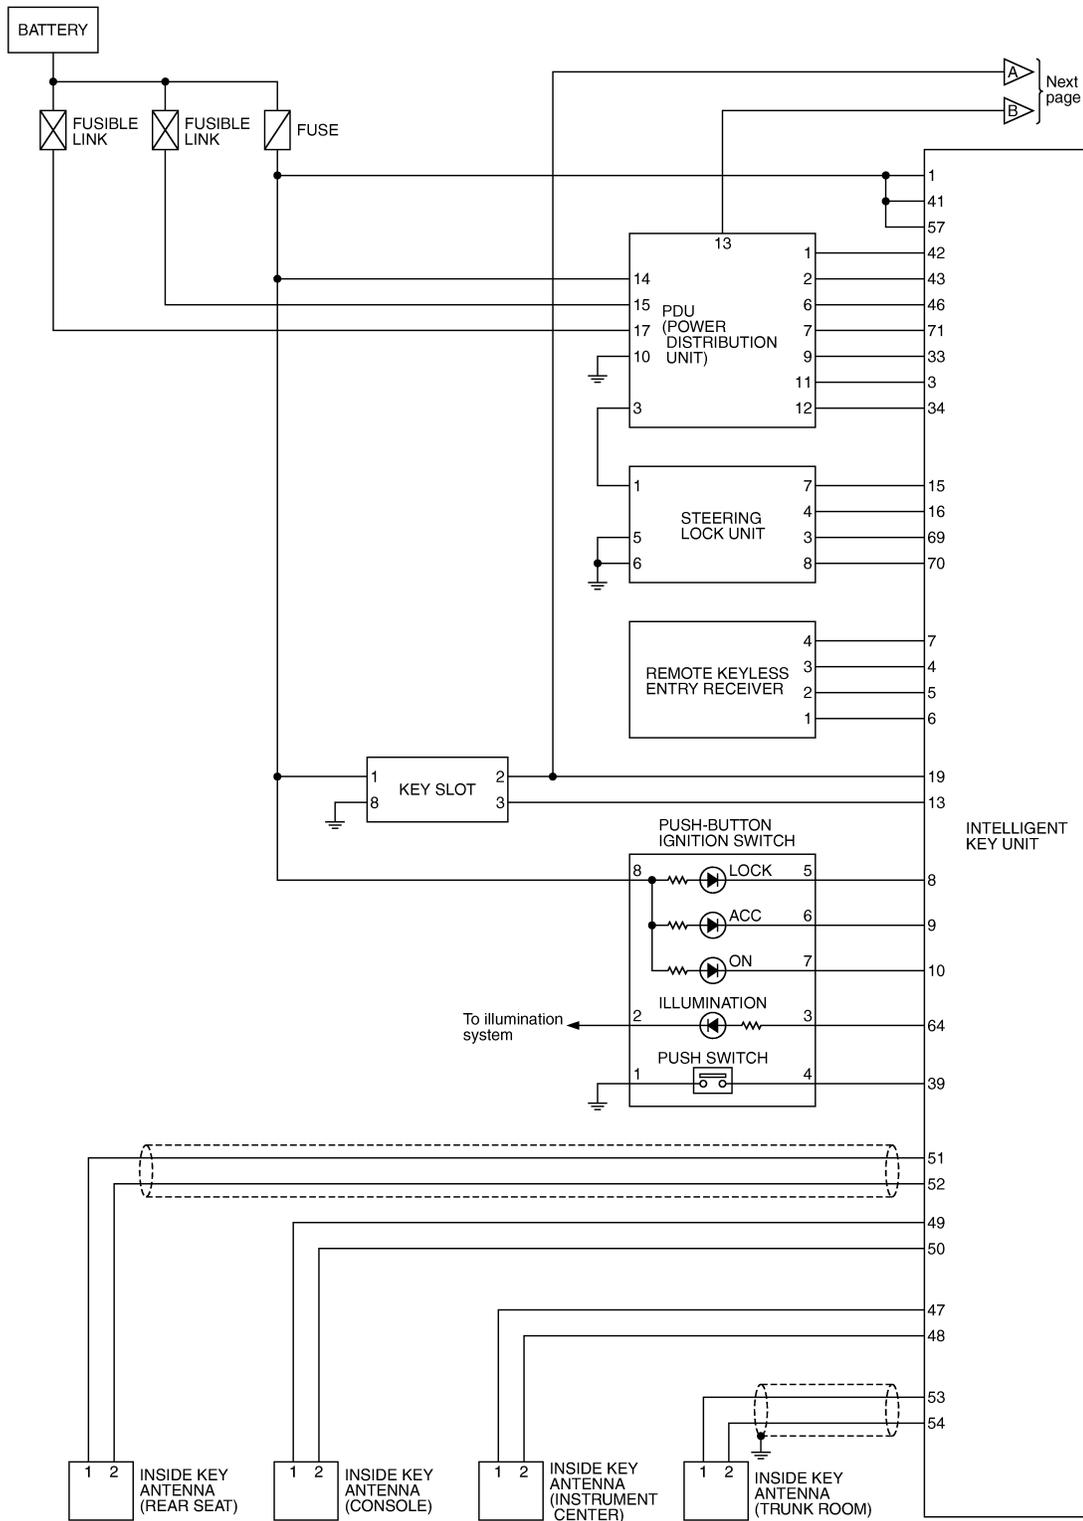 BATTERY
A
Next
page
B
FUSIBLE
LINK
FUSIBLE
LINK
FUSE
1
41
57
13
1 42
14 2 43
15 6 46
PDU
(POWER
DISTRIBUTION
UNIT)
17 7 71
10 9 33
11 3
3 12 34
1 7 15
4 16
STEERING
LOCK UNIT
5 3 69
6 8 70
4 7
REMOTE KEYLESS
ENTRY RECEIVER
3 4
2 5
1 6
1 KEY SLOT 2 19
8 3 13
PUSH-BUTTON
IGNITION SWITCH
INTELLIGENT
KEY UNIT
8 LOCK 5 8
ACC 6 9
ON 7 10
ILLUMINATION
To illumination
system
2 3 64
PUSH SWITCH
1 4 39
51
52
49
50
47
48
53
54
1 2
INSIDE KEY
ANTENNA
(REAR SEAT)
1 2
INSIDE KEY
ANTENNA
(CONSOLE)
1 2
INSIDE KEY
ANTENNA
(INSTRUMENT
CENTER)
1 2
INSIDE KEY
ANTENNA
(TRUNK ROOM)